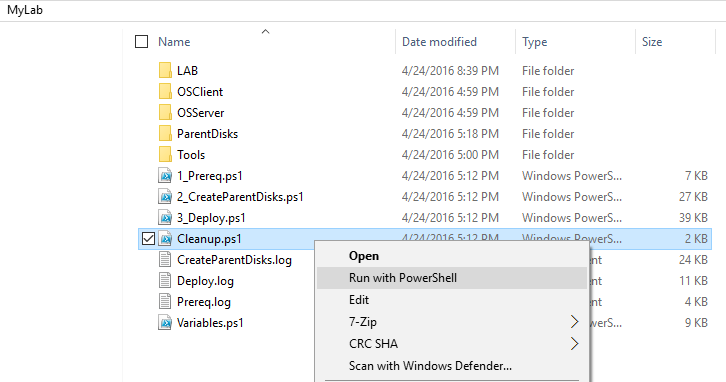 MyLab
Name Date modified Type Size
LAB 4/24/2016 8:39 PM File folder
OSClient 4/24/2016 4:59 PM File folder
OSServer 4/24/2016 4:59 PM File folder
ParentDisks 4/24/2016 5:18 PM File folder
Tools 4/24/2016 5:00 PM File folder
1_Prereq.ps1 4/24/2016 5:12 PM Windows PowerS... 7 KB
2_CreateParentDisks.ps1 4/24/2016 5:12 PM Windows PowerS... 27 KB
3_Deploy.ps1 4/24/2016 5:12 PM Windows PowerS... 39 KB
Cleanup.ps1 4/24/2016 5:12 PM Windows PowerS... 2 KB
Open
CreateParentDisks.log 24 KB
Run with PowerShell
Deploy.log 11 KB
Edit
Prereq.log 4 KB
7-Zip
Variables.ps1 9 KB
CRC SHA
Scan with Windows Defender...